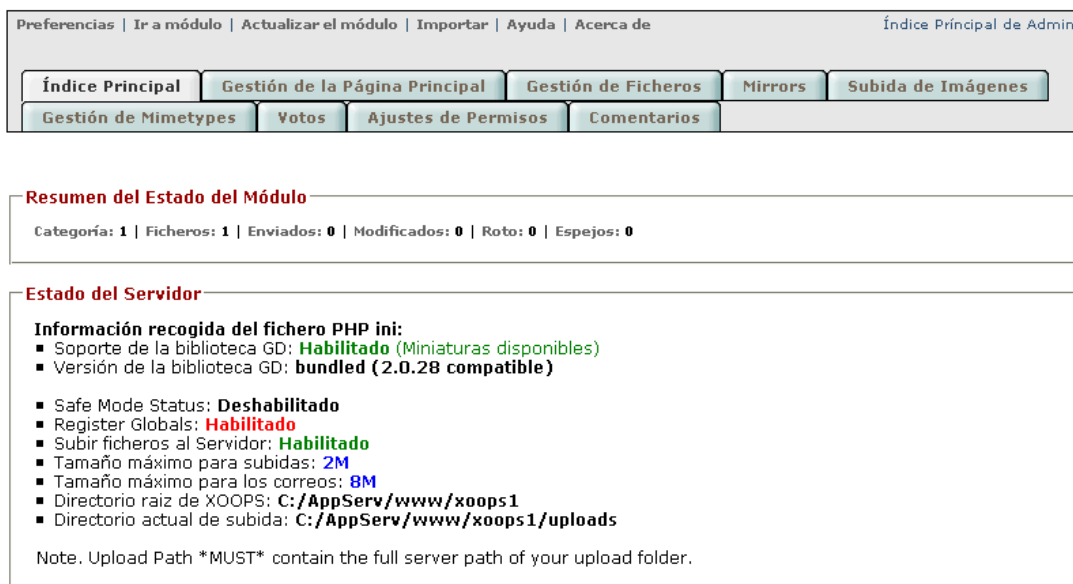 Preferencias | Ir a módulo | Actualizar el módulo | Importar | Ayuda | Acerca de Índice Príncipal de Admin
Índice Principal Gestión de la Página Principal Gestión de Ficheros Mirrors Subida de Imágenes
Gestión de Mimetypes Votos Ajustes de Permisos Comentarios
Resumen del Estado del Módulo
Categoría: 1 | Ficheros: 1 | Enviados: 0 | Modificados: 0 | Roto: 0 | Espejos: 0
Estado del Servidor
Información recogida del fichero PHP ini:
▪ Soporte de la biblioteca GD: Habilitado (Miniaturas disponibles)
▪ Versión de la biblioteca GD: bundled (2.0.28 compatible)
▪ Safe Mode Status: Deshabilitado
▪ Register Globals: Habilitado
▪ Subir ficheros al Servidor: Habilitado
▪ Tamaño máximo para subidas: 2M
▪ Tamaño máximo para los correos: 8M
▪ Directorio raiz de XOOPS: C:/AppServ/www/xoops1
▪ Directorio actual de subida: C:/AppServ/www/xoops1/uploads
Note. Upload Path *MUST* contain the full server path of your upload folder.